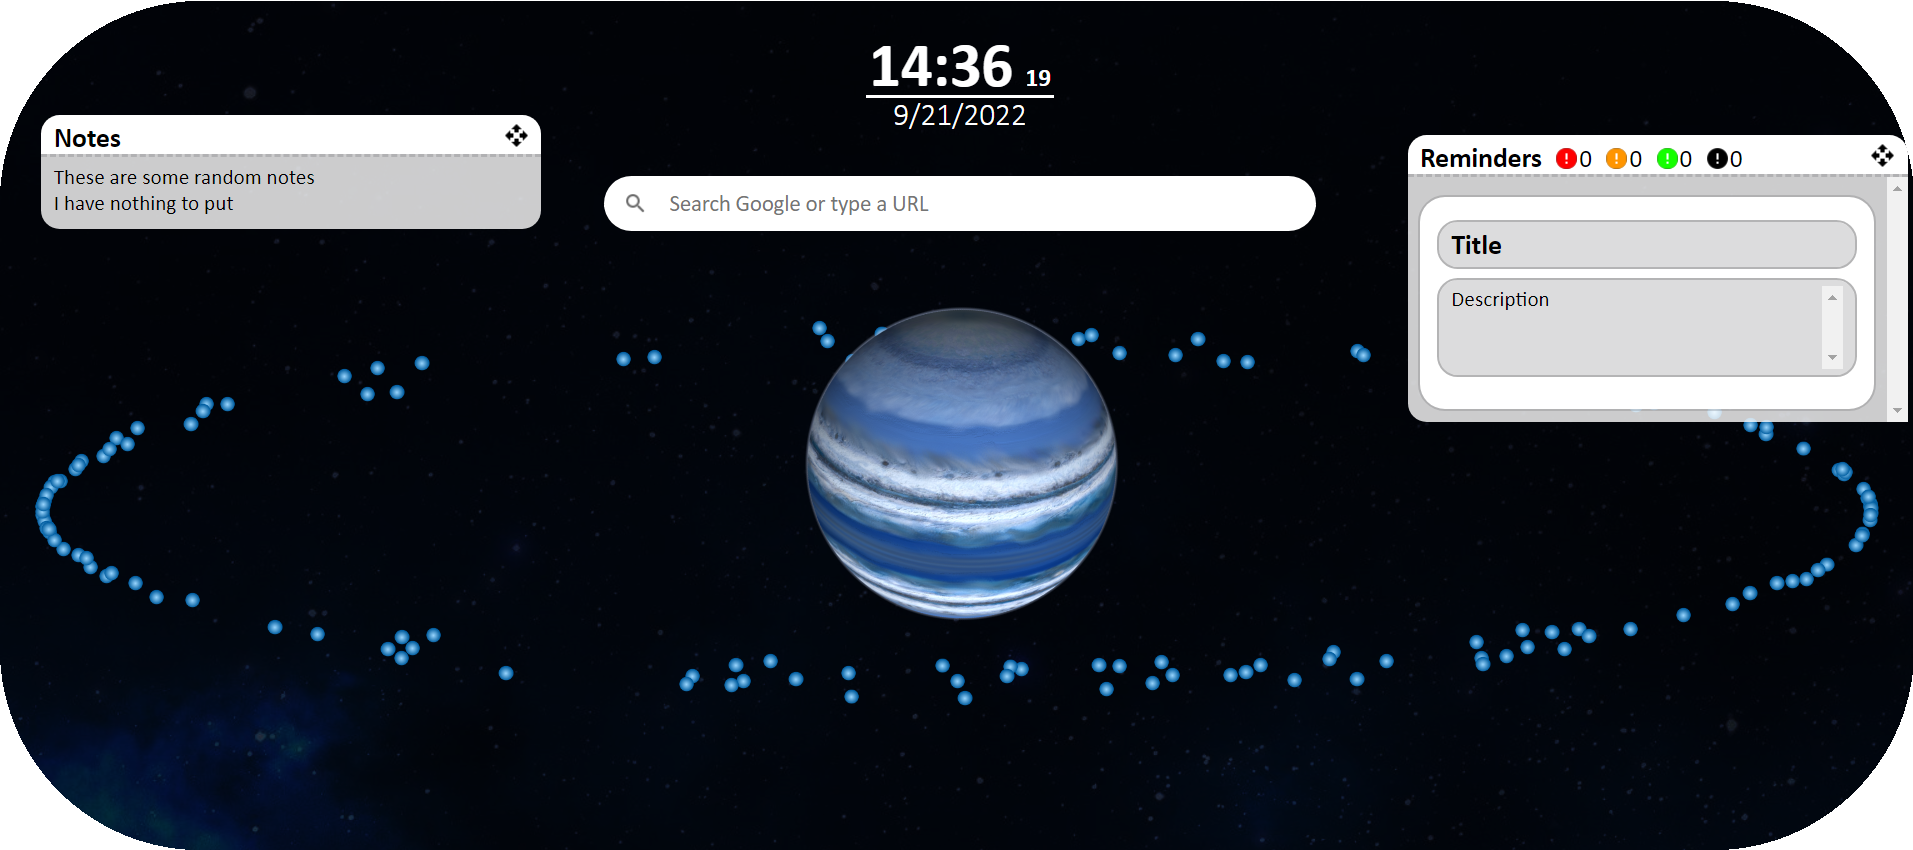 14:36 19
9/21/2022
Notes
These are some random notes
I have nothing to put
Search Google or type a URL
Reminders 0 0 0 0
Title
Description